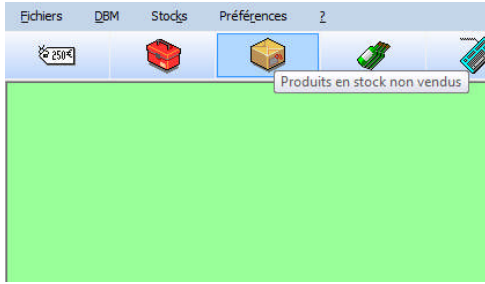 Fichiers DBM Stocks Préférences ?
250€
Produits en stock non vendus